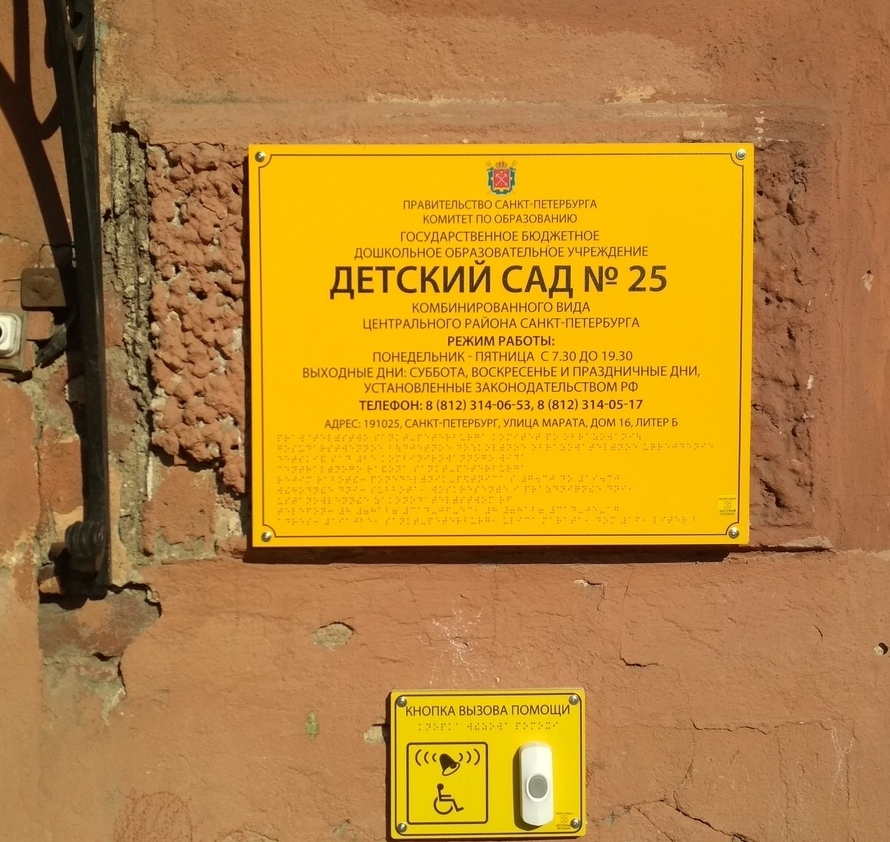 ПРАВИТЕЛЬСТВО САНКТ-ПЕТЕРБУРГА
КОМИТЕТ ПО ОБРАЗОВАНИЮ
ГОСУДАРСТВЕННОЕ БЮДЖЕТНОЕ
ДОШКОЛЬНОЕ ОБРАЗОВАТЕЛЬНОЕ УЧРЕЖДЕНИЕ
ДЕТСКИЙ САД № 25
КОМБИНИРОВАННОГО ВИДА
ЦЕНТРАЛЬНОГО РАЙОНА САНКТ-ПЕТЕРБУРГА
РЕЖИМ РАБОТЫ:
ПОНЕДЕЛЬНИК - ПЯТНИЦА С 7.30 ДО 19.30
ВЫХОДНЫЕ ДНИ: СУББОТА, ВОСКРЕСЕНЬЕ И ПРАЗДНИЧНЫЕ ДНИ,
УСТАНОВЛЕННЫЕ ЗАКОНОДАТЕЛЬСТВОМ РФ
ТЕЛЕФОН: 8 (812) 314-06-53, 8 (812) 314-05-17
АДРЕС: 191025, САНКТ-ПЕТЕРБУРГ, УЛИЦА МАРАТА, ДОМ 16, ЛИТЕР Б
КНОПКА ВЫЗОВА ПОМОЩИ